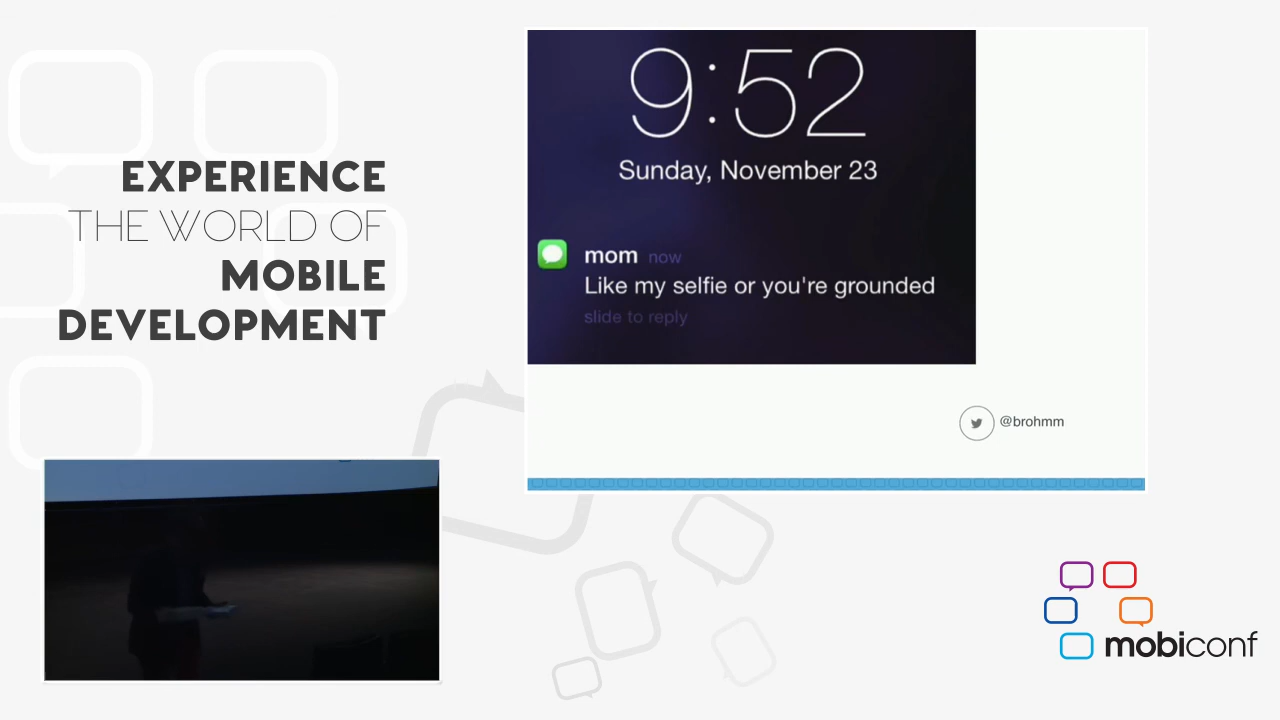 EXPERIENCE
THE WORLD OF
MOBILE
DEVELOPMENT
9:52
Sunday, November 23
mom now
Like my selfie or you're grounded
slide to reply
@brohmm
mobiconf